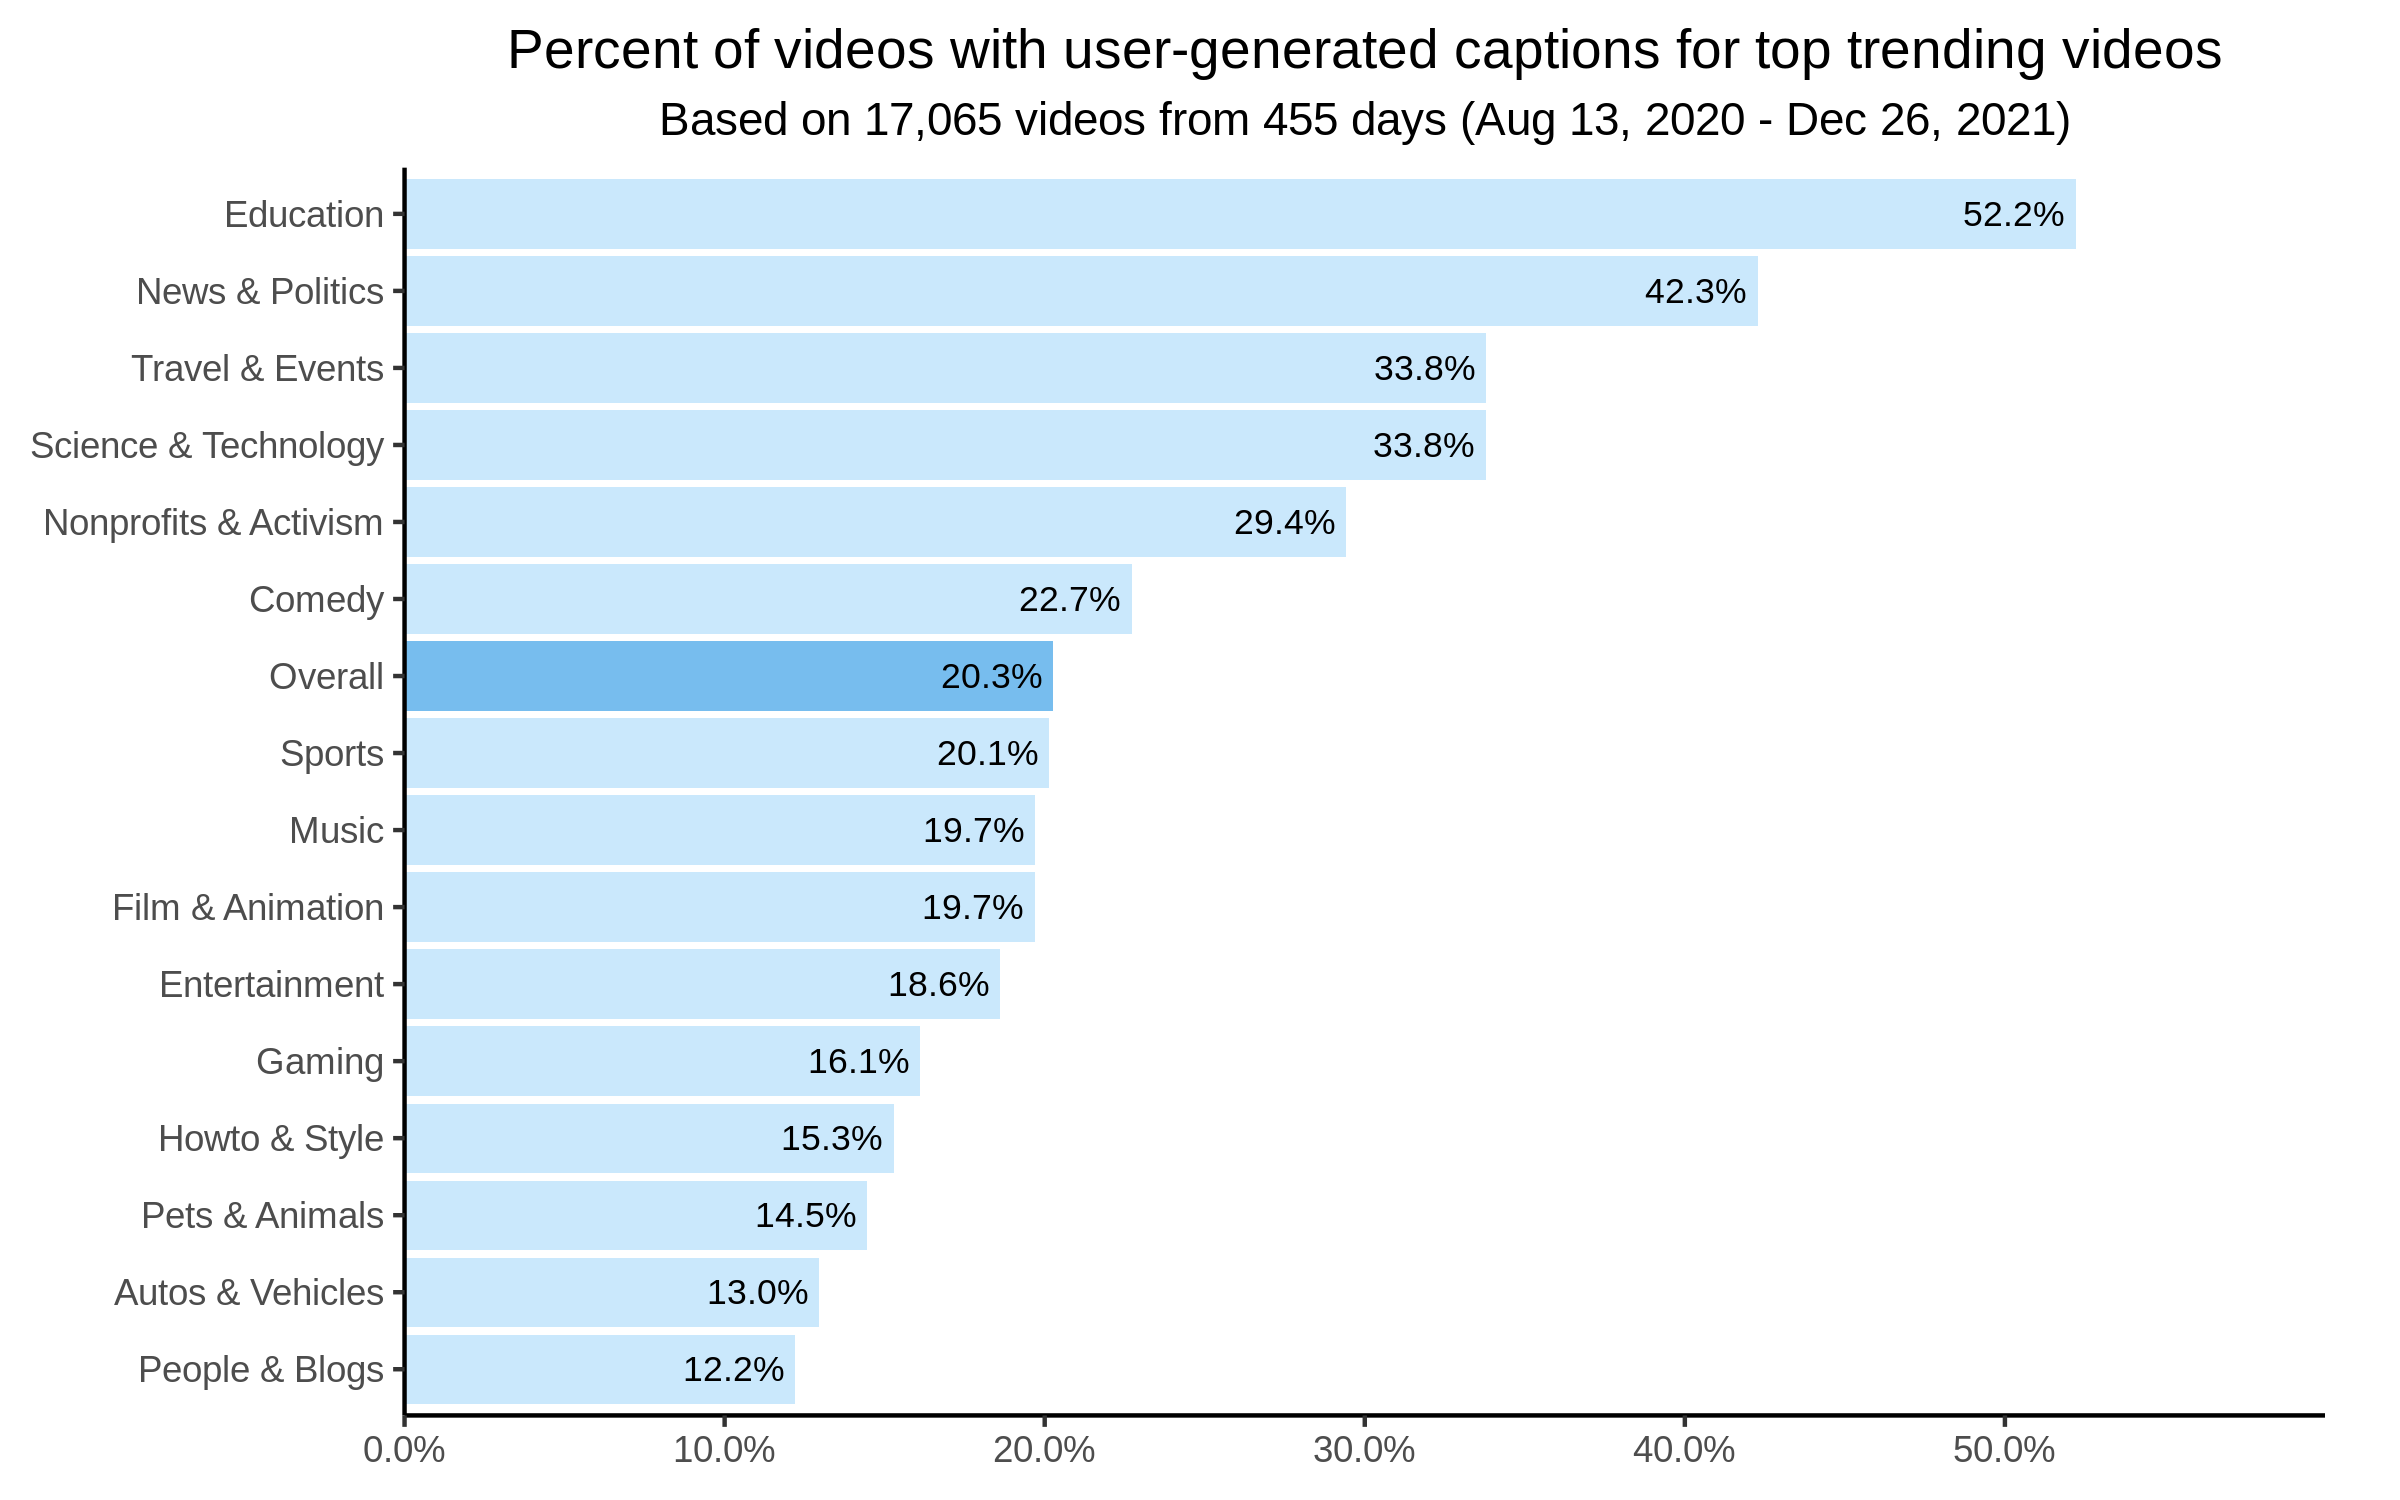 Percent of videos with user-generated captions for top trending videos
Based on 17,065 videos from 455 days (Aug 13, 2020 - Dec 26, 2021)
Education 52.2%
News & Politics 42.3%
Travel & Events 33.8%
Science & Technology 33.8%
Nonprofits & Activism 29.4%
Comedy 22.7%
Overall 20.3%
Sports 20.1%
Music 19.7%
Film & Animation 19.7%
Entertainment 18.6%
Gaming 16.1%
Howto & Style 15.3%
Pets & Animals 14.5%
Autos & Vehicles 13.0%
People & Blogs 12.2%
0.0% 10.0% 20.0% 30.0% 40.0% 50.0%